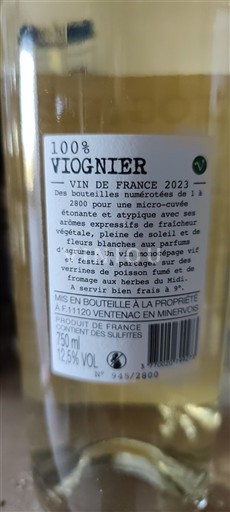 100%
VIOGNIER
VIN DE FRANCE 2023
Des bouteilles numérotées de 1 à
2800 pour une micro-cuvée
étonante et atypique avec ses
arômes expressifs de fraîcheur
végétale, pleine de soleil et de
fleurs blanches aux parfums
d'agrumes. Un monocépage vif
et festif à partager sur des
verrines de poisson fumé et de
fromage aux herbes du Midi.
A servir bien frais à 9°.
MIS EN BOUTEILLE À LA PROPRIÉTÉ
À F.11120 VENTENAC EN MINERVOIS
PRODUIT DE FRANCE
CONTIENT DES SULFITES
750 ml
12.5% VOL
N° 945/2800